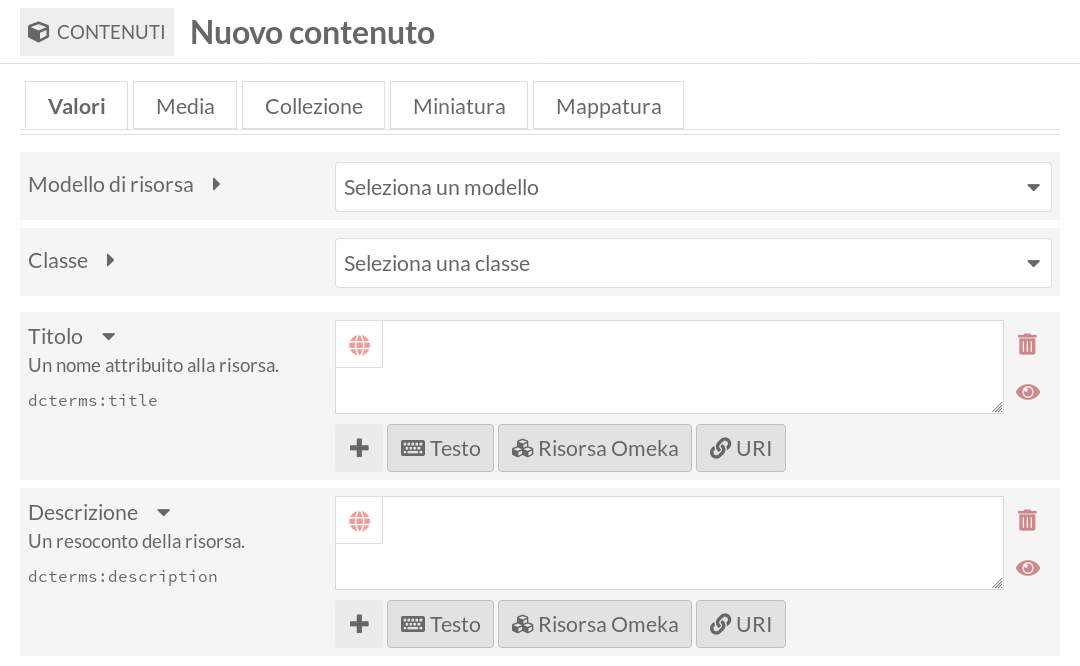 CONTENUTI Nuovo contenuto
Valori Media Collezione Miniatura Mappatura
Modello di risorsa Seleziona un modello
Classe Seleziona una classe
Titolo
Un nome attribuito alla risorsa.
dcterms:title
Testo Risorsa Omeka URI
Descrizione
Un resoconto della risorsa.
dcterms:description
Testo Risorsa Omeka URI